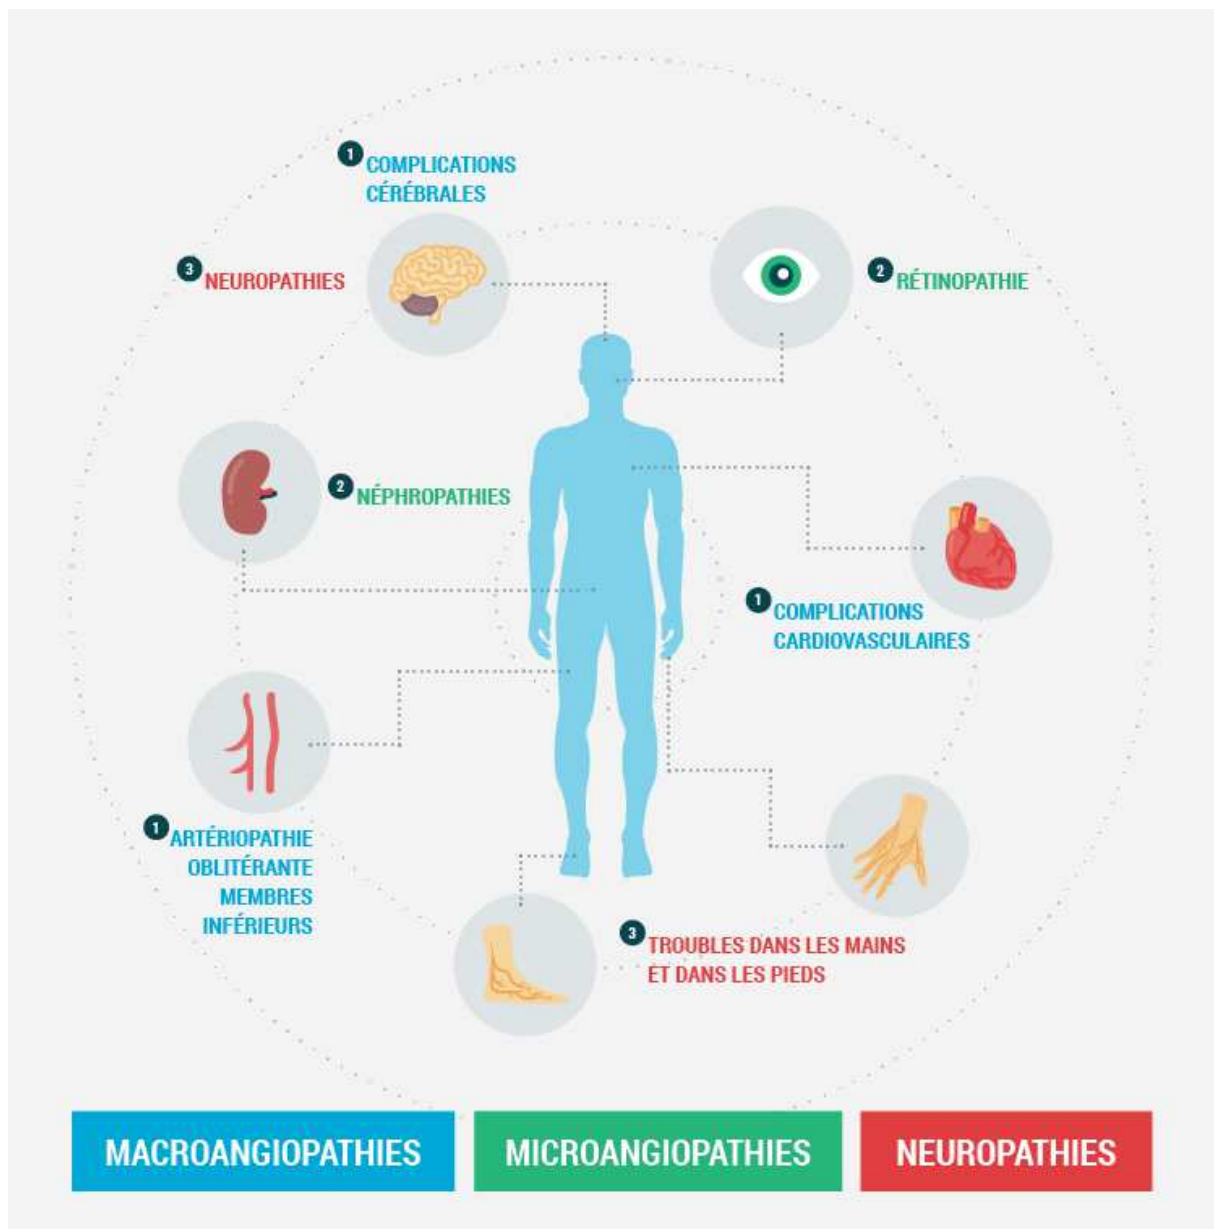 1 COMPLICATIONS
CÉRÉBRALES
3 NEUROPATHIES
2 RÉTINOPATHIE
2 NÉPHROPATHIES
1 COMPLICATIONS
CARDIOVASCULAIRES
1 ARTÉRIOPATHIE
OBLITÉRANTE
MEMBRES
INFÉRIEURS
3 TROUBLES DANS LES MAINS
ET DANS LES PIEDS
MACROANGIOPATHIES
MICROANGIOPATHIES
NEUROPATHIES